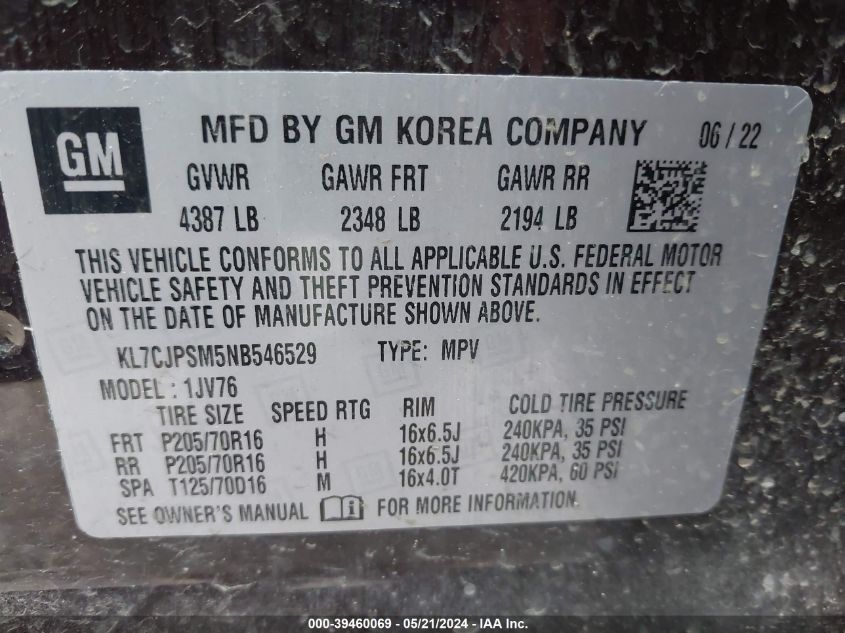 GM
MFD BY GM KOREA COMPANY 06 / 22
GVWR GAWR FRT GAWR RR
4387 LB 2348 LB 2194 LB
THIS VEHICLE CONFORMS TO ALL APPLICABLE U.S. FEDERAL MOTOR
VEHICLE SAFETY AND THEFT PREVENTION STANDARDS IN EFFECT
ON THE DATE OF MANUFACTURE SHOWN ABOVE.
KL7CJPSM5NB546529 TYPE: MPV
MODEL : 1JV76
TIRE SIZE SPEED RTG RIM COLD TIRE PRESSURE
FRT P205/70R16 H 16x6.5J 240KPA, 35 PSI
RR P205/70R16 H 16x6.5J 240KPA, 35 PSI
SPA T125/70D16 M 16x4.0T 420KPA, 60 PSI
SEE OWNER'S MANUAL FOR MORE INFORMATION.
000-39460069 - 05/21/2024 - IAA Inc.